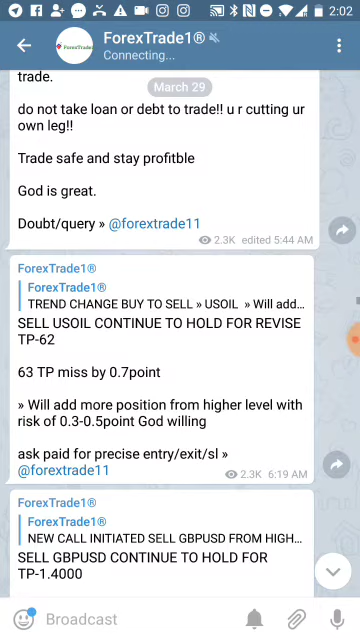 2:02
ForexTrade1®
Connecting...
trade.
March 29
do not take loan or debt to trade!! u r cutting ur
own leg!!
Trade safe and stay profitble
God is great.
Doubt/query » @forextrade11
2.3K edited 5:44 AM
ForexTrade1®
ForexTrade1®
TREND CHANGE BUY TO SELL » USOIL » Will add...
SELL USOIL CONTINUE TO HOLD FOR REVISE
TP-62
63 TP miss by 0.7point
» Will add more position from higher level with
risk of 0.3-0.5point God willing
ask paid for precise entry/exit/sl »
@forextrade11
2.3K 6:19 AM
ForexTrade1®
ForexTrade1®
NEW CALL INITIATED SELL GBPUSD FROM HIGH...
SELL GBPUSD CONTINUE TO HOLD FOR
TP-1.4000
Broadcast